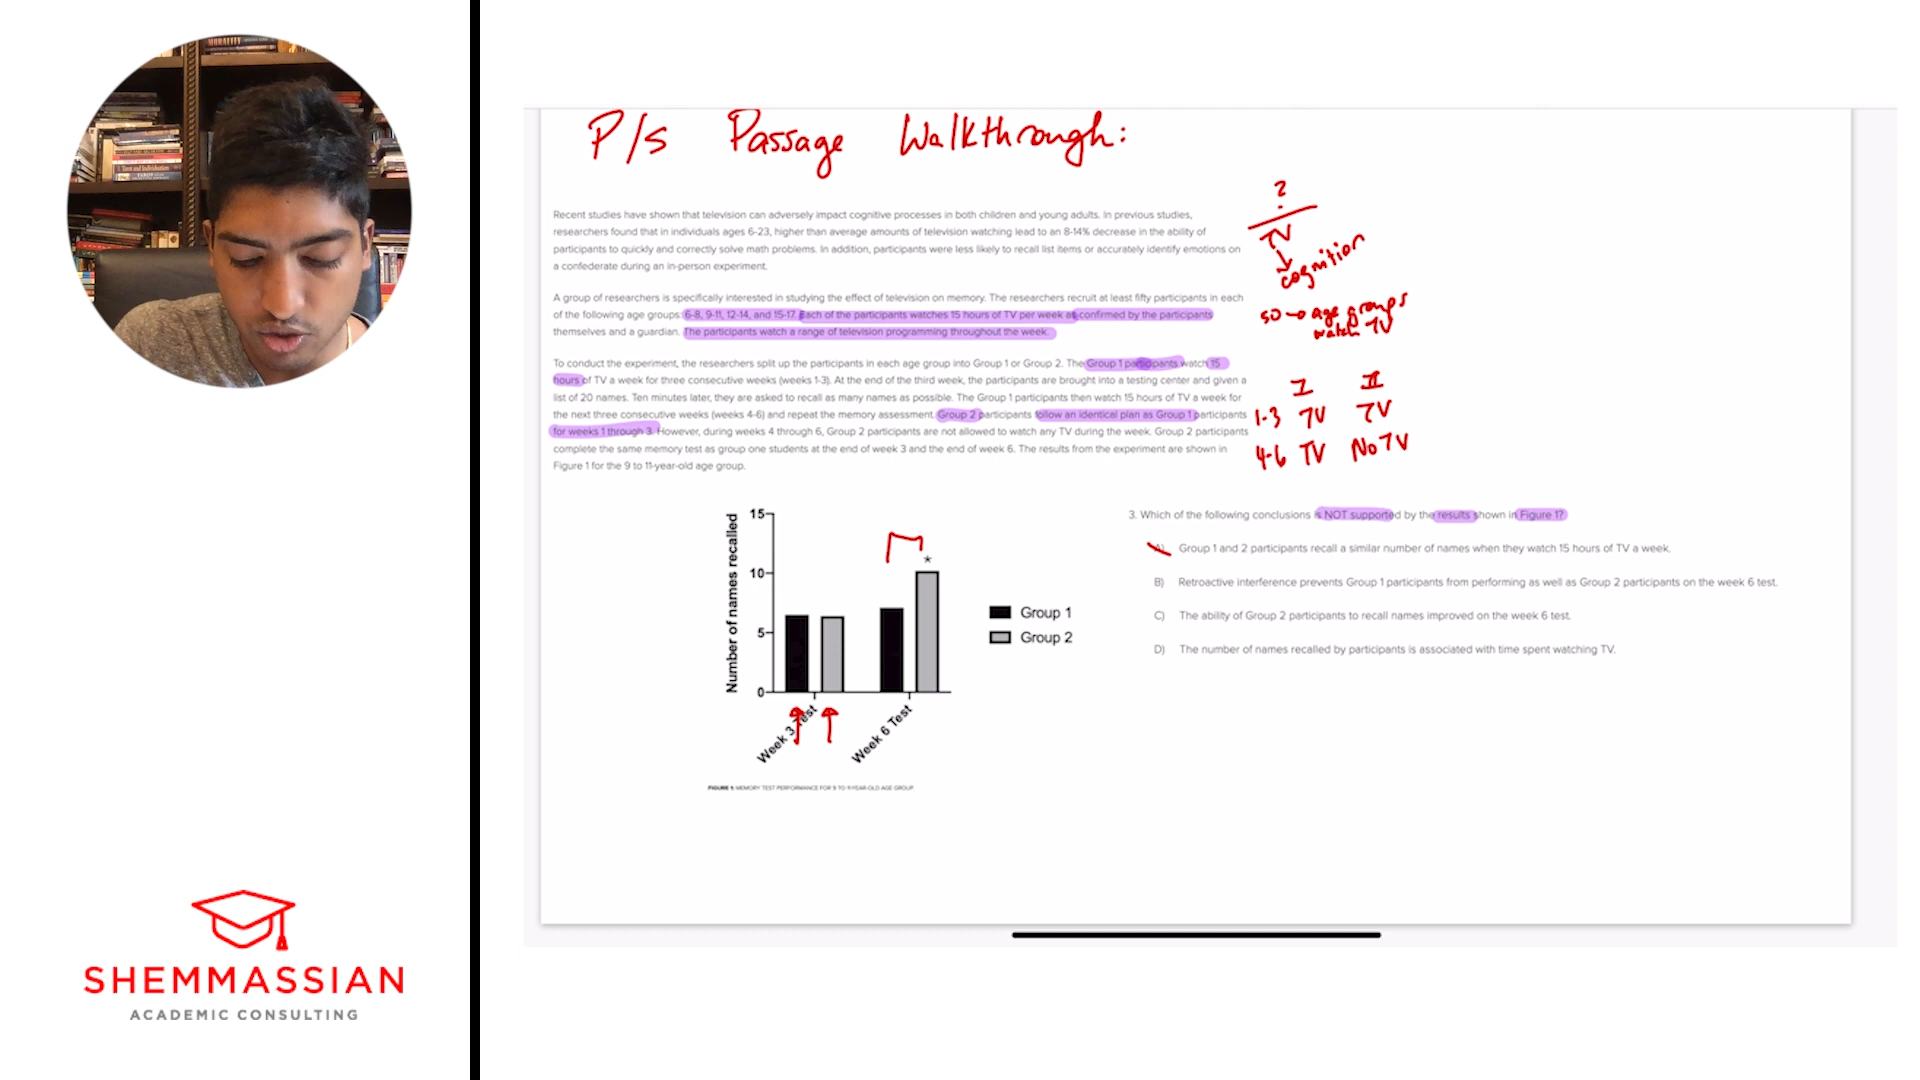 P/S Passage Walkthrough:
Recent studies have shown that television can adversely impact cognitive processes in both children and young adults. In previous studies,
researchers found that in individuals ages 6-23, higher than average amounts of television watching lead to an 8-14% decrease in the ability of
participants to quickly and correctly solve math problems. In addition, participants were less likely to recall list items or accurately identify emotions on
a confederate during an in-person experiment.
?
TV
cognition
A group of researchers is specifically interested in studying the effect of television on memory. The researchers recruit at least fifty participants in each
of the following age groups: 6-8, 9-11, 12-14, and 15-17. Each of the participants watches 15 hours of TV per week as confirmed by the participants
themselves and a guardian. The participants watch a range of television programming throughout the week.
50 → age groups
watch TV
To conduct the experiment, the researchers split up the participants in each age group into Group 1 or Group 2. The Group 1 participants watch 15
hours of TV a week for three consecutive weeks (weeks 1-3). At the end of the third week, the participants are brought into a testing center and given a
list of 20 names. Ten minutes later, they are asked to recall as many names as possible. The Group 1 participants then watch 15 hours of TV a week for
the next three consecutive weeks (weeks 4-6) and repeat the memory assessment. Group 2 participants follow an identical plan as Group 1 participants
for weeks 1 through 3. However, during weeks 4 through 6, Group 2 participants are not allowed to watch any TV during the week. Group 2 participants
complete the same memory test as group one students at the end of week 3 and the end of week 6. The results from the experiment are shown in
Figure 1 for the 9 to 11-year-old age group.
I II
1-3 TV TV
4-6 TV No TV
Number of names recalled
15
10
5
0
*
Week 3 Test
Week 6 Test
Group 1
Group 2
FIGURE 1: MEMORY TEST PERFORMANCE FOR 9 TO 11-YEAR-OLD AGE GROUP
3. Which of the following conclusions is NOT supported by the results shown in Figure 1?
A) Group 1 and 2 participants recall a similar number of names when they watch 15 hours of TV a week.
B) Retroactive interference prevents Group 1 participants from performing as well as Group 2 participants on the week 6 test.
C) The ability of Group 2 participants to recall names improved on the week 6 test.
D) The number of names recalled by participants is associated with time spent watching TV.
SHEMMASSIAN
ACADEMIC CONSULTING